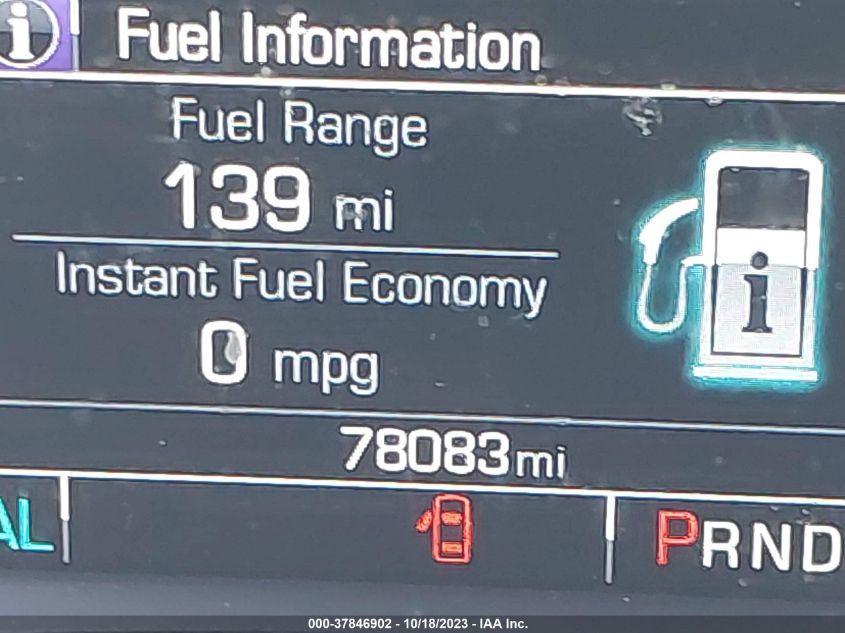 i Fuel Information
Fuel Range
139 mi
Instant Fuel Economy
i
0 mpg
78083 mi
AL
PRND
000-37846902 - 10/18/2023 - IAA Inc.